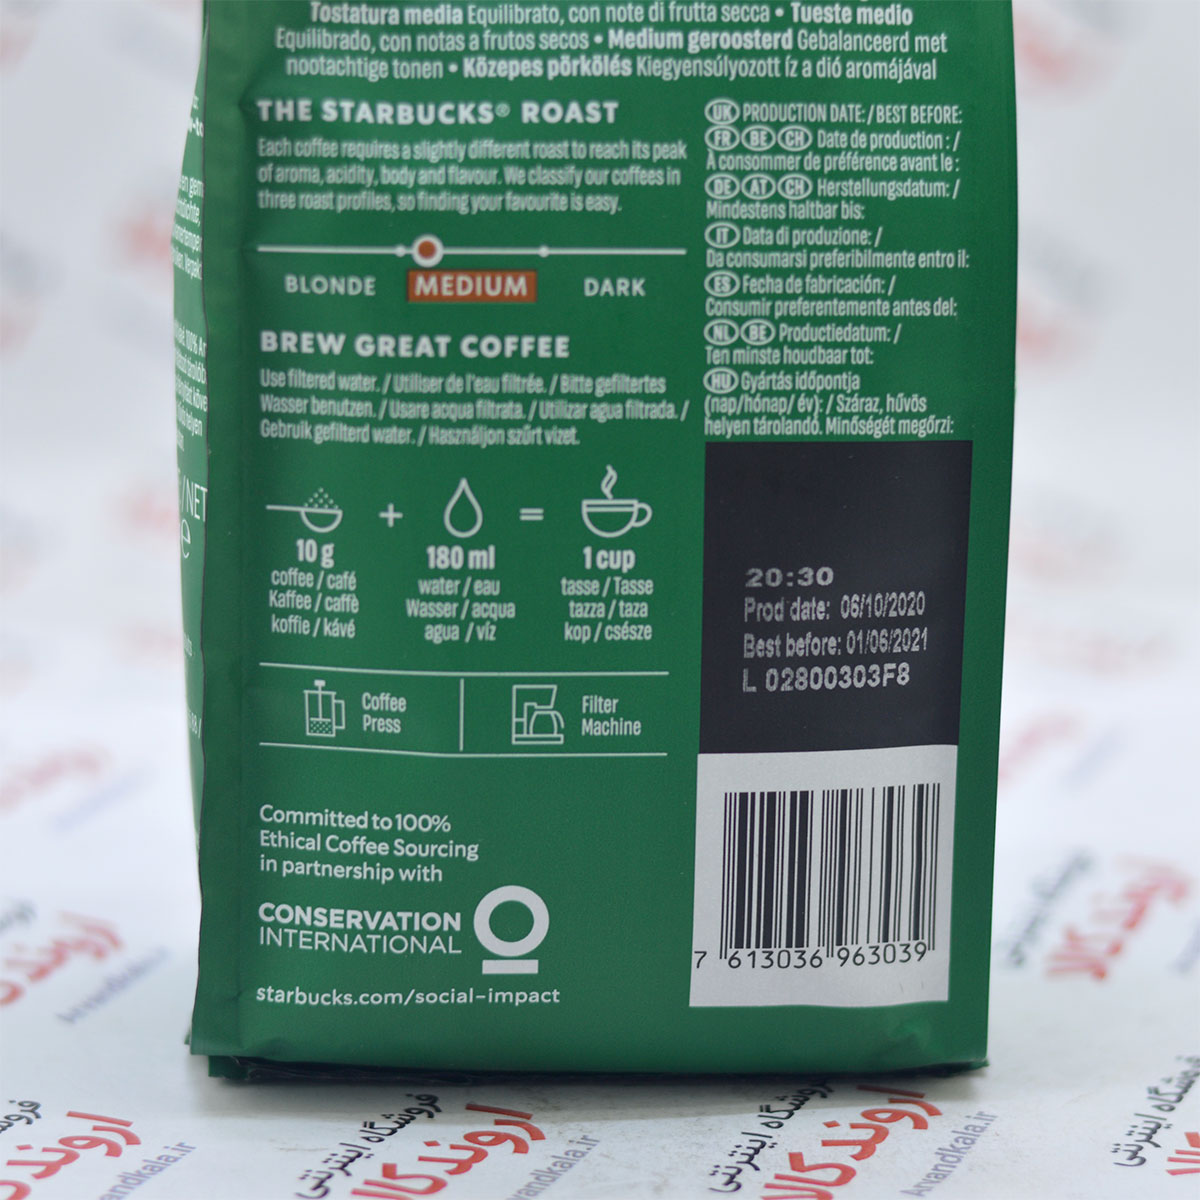 Tostatura media Equilibrato, con note di frutta secca • Tueste medio
Equilibrado, con notas a frutos secos • Medium geroosterd Gebalanceerd met
nootachtige tonen • Közepes pörkölés Kiegyensúlyozott íz a dió aromájával
THE STARBUCKS® ROAST
Each coffee requires a slightly different roast to reach its peak
of aroma, acidity, body and flavour. We classify our coffees in
three roast profiles, so finding your favourite is easy.
BLONDE MEDIUM DARK
BREW GREAT COFFEE
Use filtered water. / Utiliser de l'eau filtrée. / Bitte gefiltertes
Wasser benutzen. / Usare acqua filtrata. / Utilizar agua filtrada. /
Gebruik gefilterd water. / Használjon szűrt vizet.
+ =
10 g 180 ml 1 cup
coffee / café water / eau tasse / Tasse
Kaffee / caffè Wasser / acqua tazza / taza
koffie / kávé agua / víz kop / csésze
Coffee
Press
Filter
Machine
Committed to 100%
Ethical Coffee Sourcing
in partnership with
CONSERVATION
INTERNATIONAL
starbucks.com/social-impact
UK PRODUCTION DATE: / BEST BEFORE:
FR BE CH Date de production : /
À consommer de préférence avant le :
DE AT CH Herstellungsdatum: /
Mindestens haltbar bis:
IT Data di produzione: /
Da consumarsi preferibilmente entro il:
ES Fecha de fabricación: /
Consumir preferentemente antes del:
NL BE Productiedatum: /
Ten minste houdbaar tot:
HU Gyártás időpontja
(nap/hónap/ év): / Száraz, hűvös
helyen tárolandó. Minőségét megőrzi:
20:30
Prod date: 06/10/2020
Best before: 01/06/2021
L 02800303F8
7 613036 963039
/NET
e
فروشگاه اینترنتی
اروند کالا
Arvandkala.ir